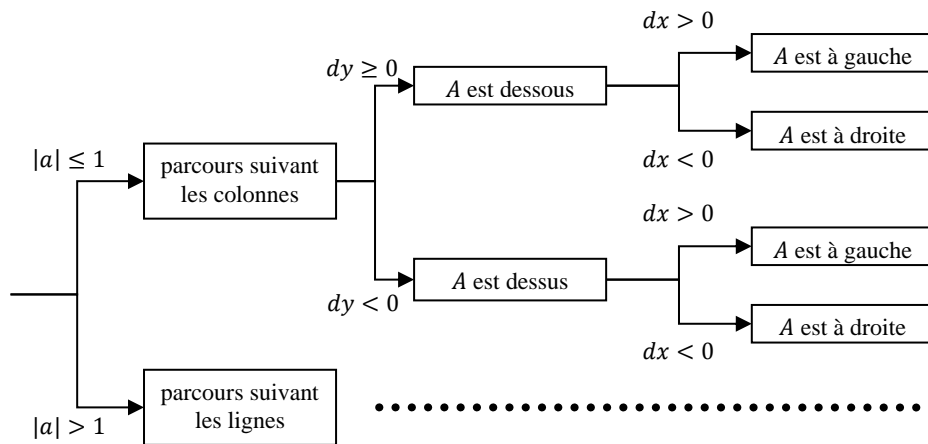 dx > 0
A est à gauche
dy ≥ 0
A est dessous
A est à droite
dx < 0
|a| ≤ 1
parcours suivant
les colonnes
dx > 0
A est à gauche
A est dessus
dy < 0
A est à droite
dx < 0
parcours suivant
les lignes
|a| > 1